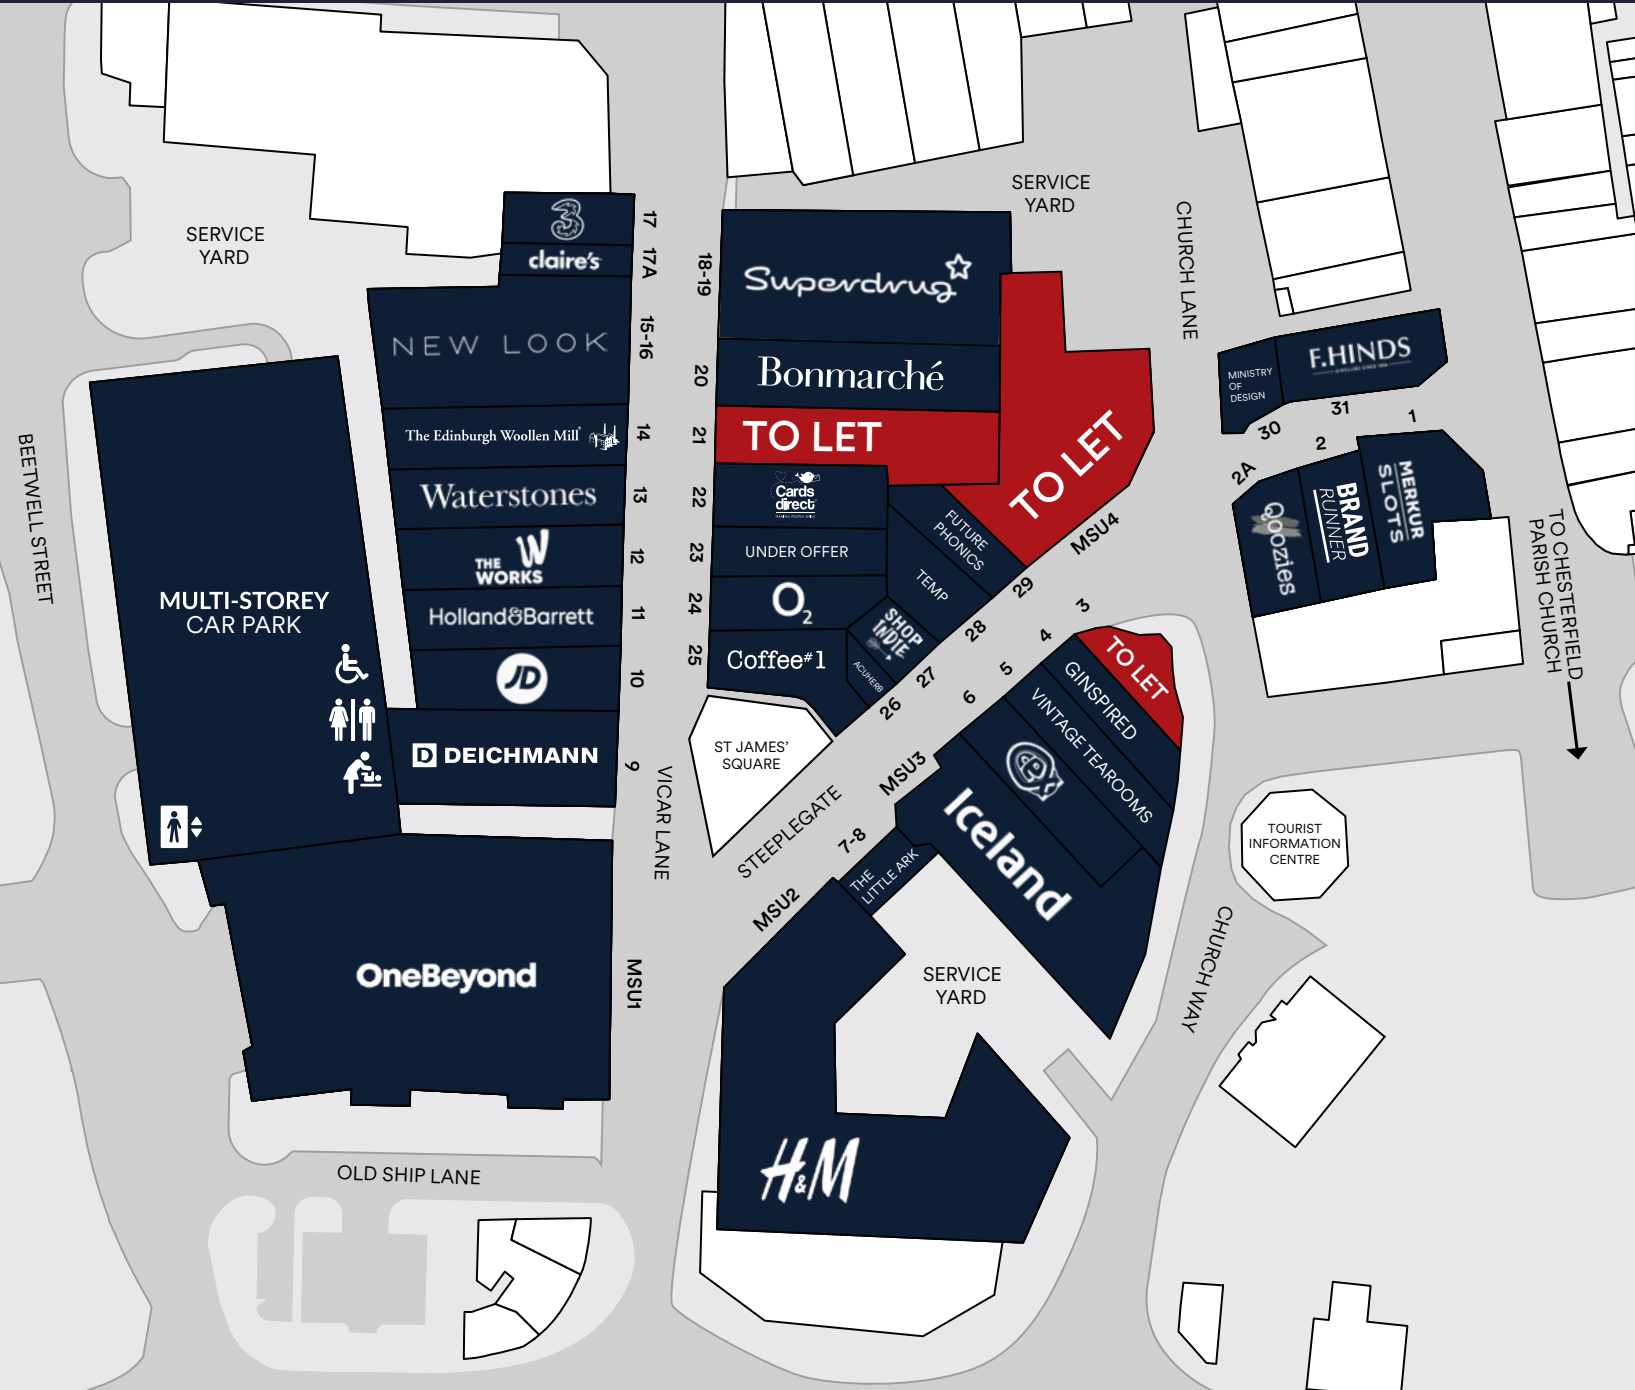 SERVICE
YARD
BEETWELL STREET
MULTI-STOREY
CAR PARK
3
17
claire's
17A
NEW LOOK
15-16
The Edinburgh Woollen Mill
14
Waterstones
13
THE
WORKS
W
12
Holland&Barrett
11
JD
10
D DEICHMANN
9
OneBeyond
MSU1
VICAR LANE
OLD SHIP LANE
SERVICE
YARD
18-19
Superdrug
20
Bonmarché
21
TO LET
TO LET
MSU4
22
Cards
direct
23
UNDER OFFER
24
O2
25
Coffee#1
FUTURE
PHONICS
29
TEMP
28
SHOP
INDIE
27
ACUHERB
26
ST JAMES'
SQUARE
STEEPLEGATE
3
TO LET
4
GINSPIRED
5
VINTAGE TEAROOMS
6
MSU3
Iceland
7-8
THE
LITTLE ARK
MSU2
H&M
SERVICE
YARD
CHURCH LANE
MINISTRY
OF
DESIGN
30
F.HINDS
31
1
MERKUR
SLOTS
2
BRAND
RUNNER
2A
Qoozies
TO CHESTERFIELD
PARISH CHURCH
TOURIST
INFORMATION
CENTRE
CHURCH WAY